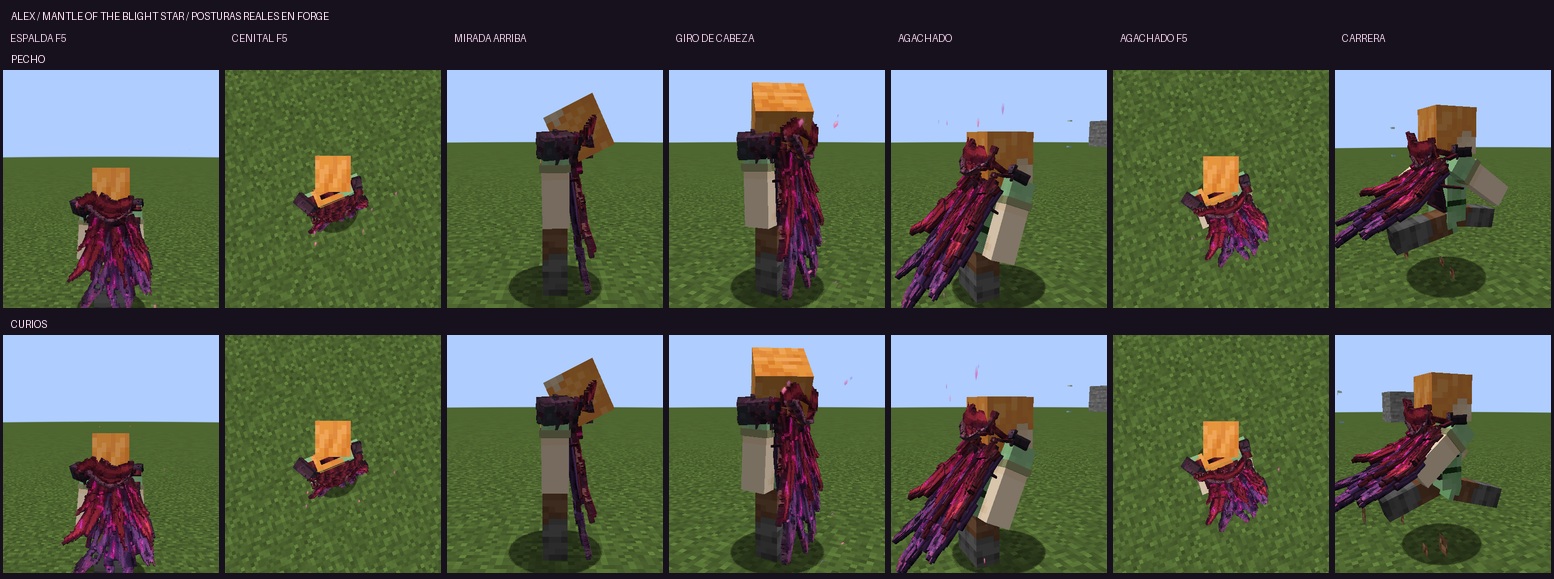 ALEX / MANTLE OF THE BLIGHT STAR / POSTURAS REALES EN FORGE
ESPALDA F5 CENITAL F5 MIRADA ARRIBA GIRO DE CABEZA AGACHADO AGACHADO F5 CARRERA
PECHO
CURIOS